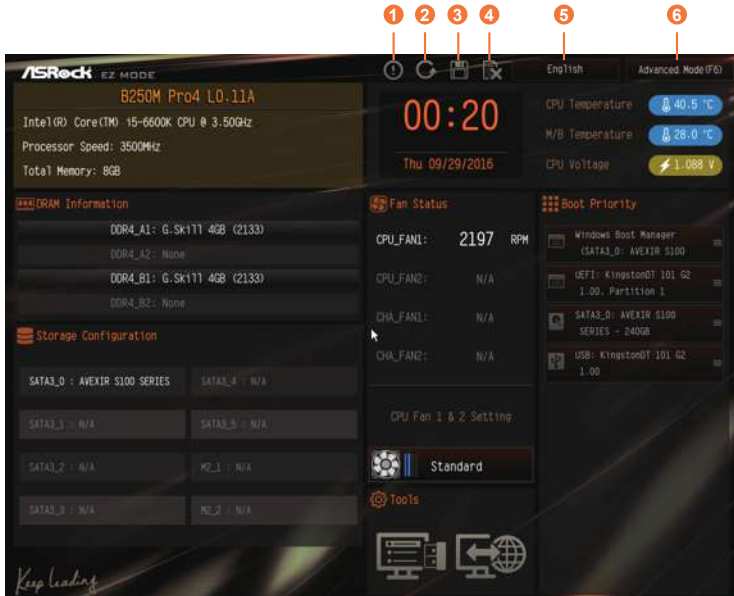 1 2 3 4 5 6
ASRock EZ MODE
English
Advanced Mode(F6)
B250M Pro4 L0.11A
Intel(R) Core(TM) i5-6600K CPU @ 3.50GHz
Processor Speed: 3500MHz
Total Memory: 8GB
00:20
Thu 09/29/2016
CPU Temperature 40.5 °C
M/B Temperature 28.0 °C
CPU Voltage 1.088 V
DRAM Information
DDR4_A1: G.Skill 4GB (2133)
DDR4_A2: None
DDR4_B1: G.Skill 4GB (2133)
DDR4_B2: None
Storage Configuration
SATA3_0 : AVEXIR S100 SERIES
SATA3_4 : N/A
SATA3_1 : N/A
SATA3_5 : N/A
SATA3_2 : N/A
M2_1 : N/A
SATA3_3 : N/A
M2_2 : N/A
Fan Status
CPU_FAN1: 2197 RPM
CPU_FAN2: N/A
CHA_FAN1: N/A
CHA_FAN2: N/A
CPU Fan 1 & 2 Setting
Standard
Tools
Boot Priority
Windows Boot Manager
(SATA3_0: AVEXIR S100
UEFI: KingstonDT 101 G2
1.00, Partition 1
SATA3_0: AVEXIR S100
SERIES - 240GB
USB: KingstonDT 101 G2
1.00
Keep Leading